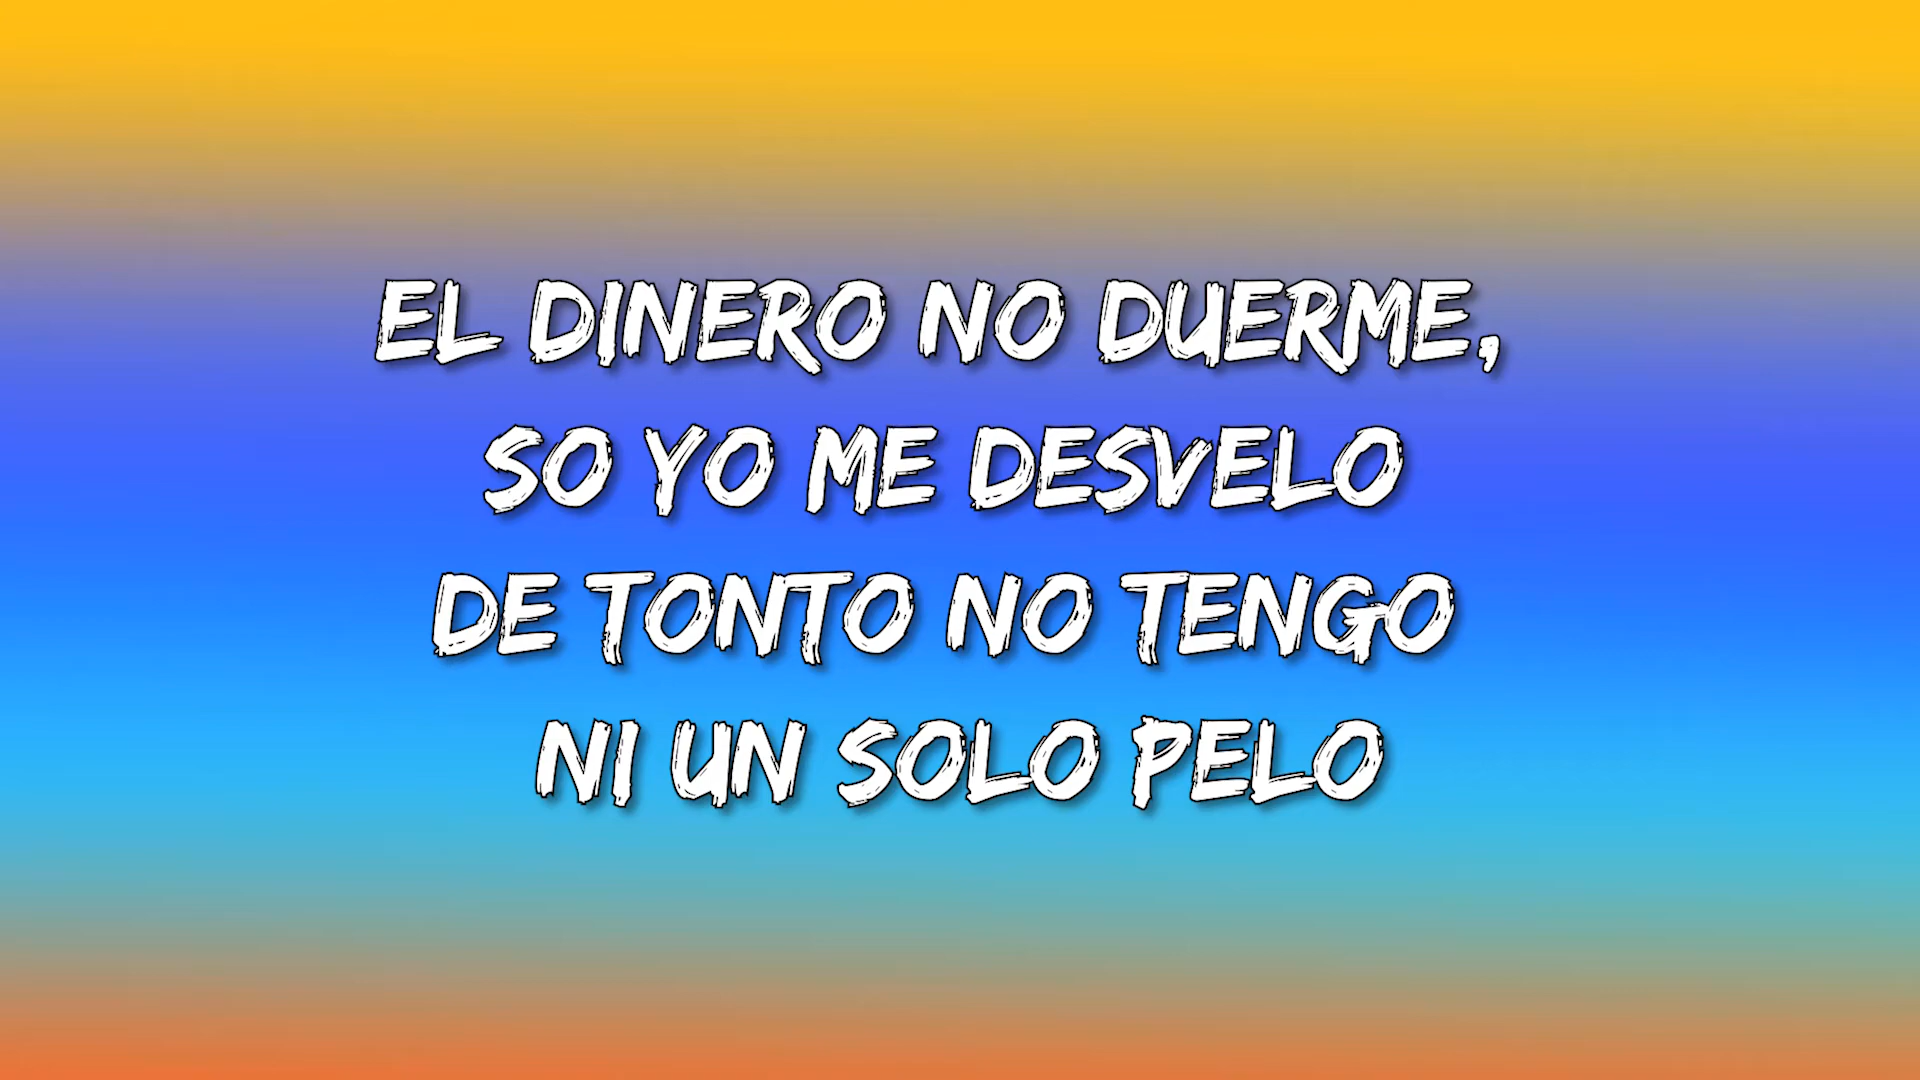 EL DINERO NO DUERME,
SO YO ME DESVELO
DE TONTO NO TENGO
NI UN SOLO PELO